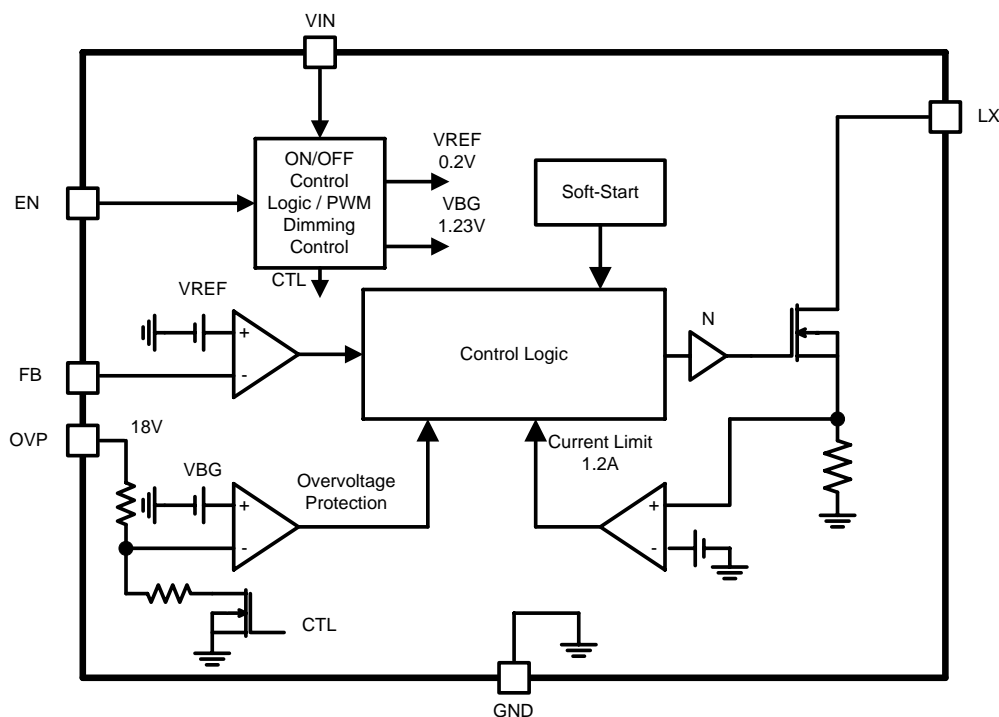 VIN
LX
EN
ON/OFF
Control
Logic / PWM
Dimming
Control
VREF
0.2V
VBG
1.23V
CTL
Soft-Start
VREF
+
-
FB
Control Logic
N
OVP
18V
VBG
+
-
Overvoltage
Protection
Current Limit
1.2A
+
-
CTL
GND